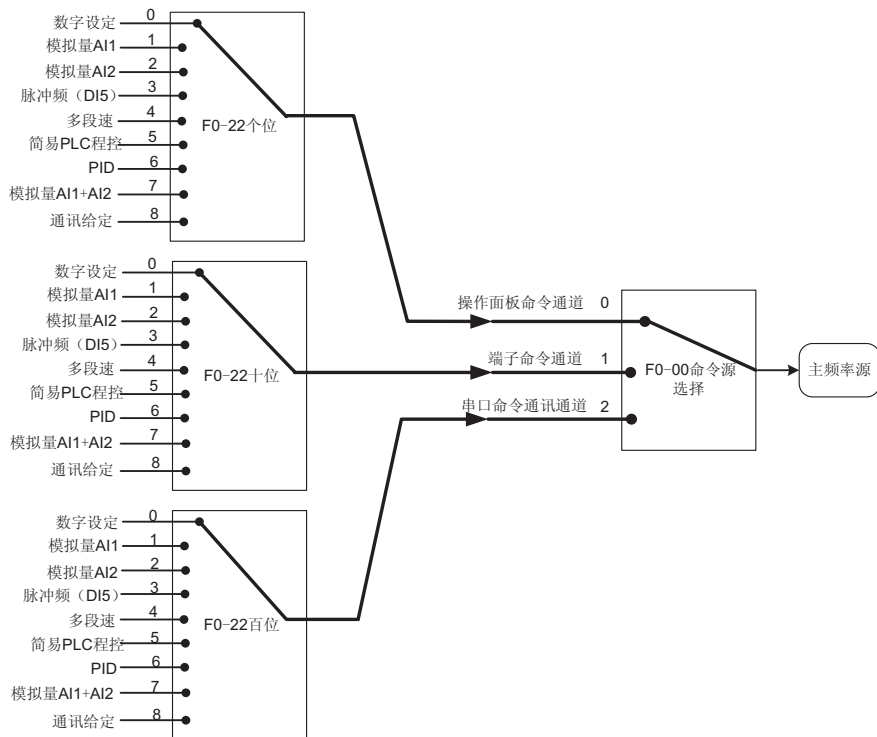 数字设定 0
模拟量AI1 1
模拟量AI2 2
脉冲频（DI5） 3
多段速 4
简易PLC程控 5
PID 6
模拟量AI1+AI2 7
通讯给定 8
F0-22个位
数字设定 0
模拟量AI1 1
模拟量AI2 2
脉冲频（DI5） 3
多段速 4
简易PLC程控 5
PID 6
模拟量AI1+AI2 7
通讯给定 8
F0-22十位
数字设定 0
模拟量AI1 1
模拟量AI2 2
脉冲频（DI5） 3
多段速 4
简易PLC程控 5
PID 6
模拟量AI1+AI2 7
通讯给定 8
F0-22百位
操作面板命令通道 0
端子命令通道 1
串口命令通讯通道 2
F0-00命令源
选择
主频率源